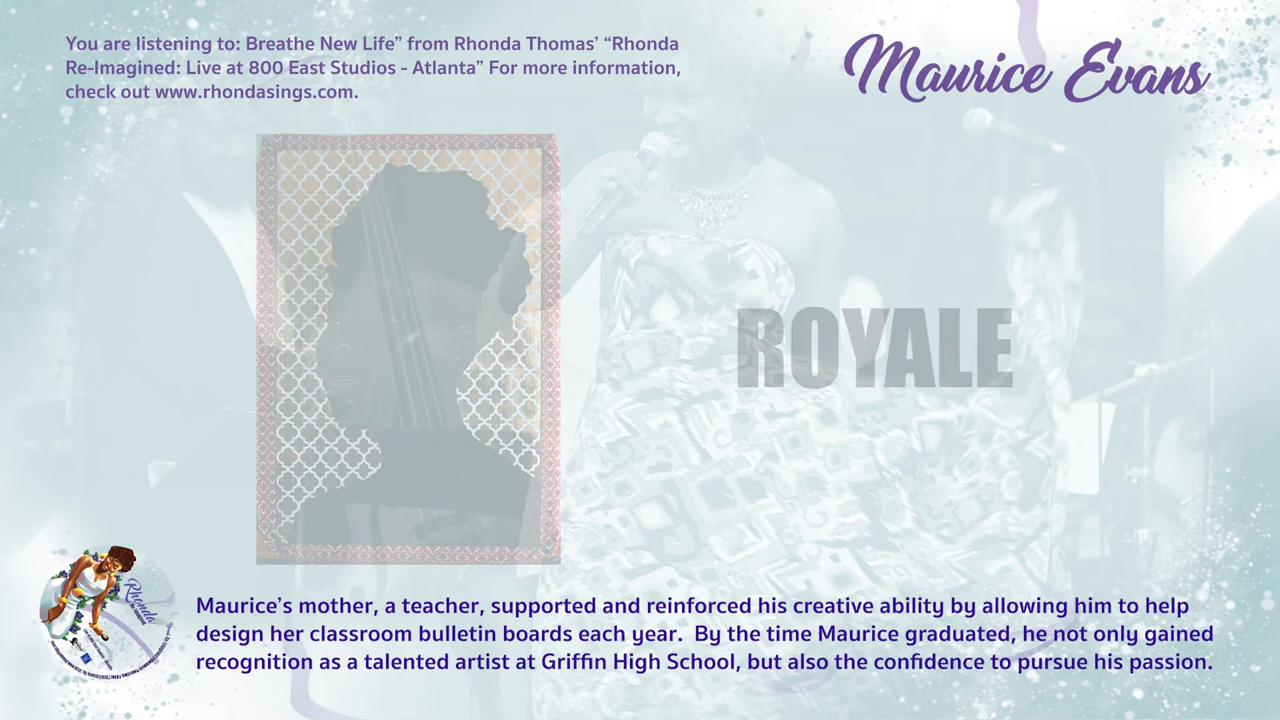 You are listening to: Breathe New Life” from Rhonda Thomas’ “Rhonda
Re-Imagined: Live at 800 East Studios - Atlanta” For more information,
check out www.rhondasings.com.
Maurice Evans
ROYALE
Rhonda
Maurice’s mother, a teacher, supported and reinforced his creative ability by allowing him to help
design her classroom bulletin boards each year.  By the time Maurice graduated, he not only gained
recognition as a talented artist at Griffin High School, but also the confidence to pursue his passion.